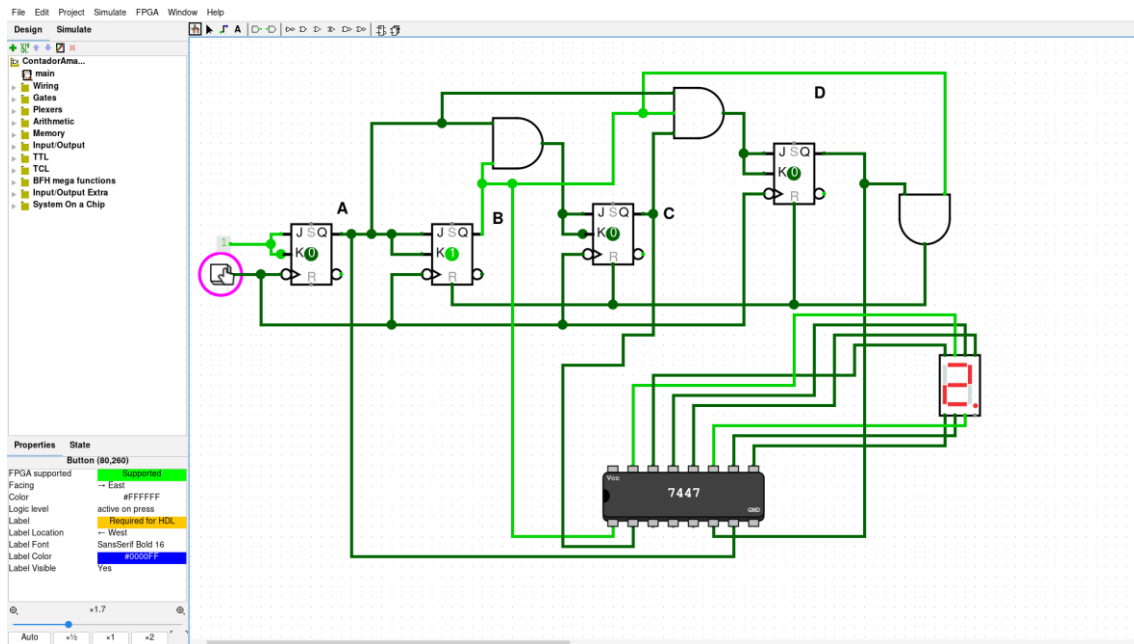 File Edit Project Simulate FPGA Window Help
Design Simulate
A
ContadorAma...
main
Wiring
Gates
Plexers
Arithmetic
Memory
Input/Output
TTL
TCL
BFH mega functions
Input/Output Extra
System On a Chip
D
J S Q
K 0
R
A
B
C
J S Q
K 0
R
J S Q
K 0
R
J S Q
K 1
R
1
Vcc
7447
GND
Properties State
Button (80,260)
FPGA supported Supported
Facing → East
Color #FFFFFF
Logic level active on press
Label Required for HDL
Label Location ← West
Label Font SansSerif Bold 16
Label Color #0000FF
Label Visible Yes
×1.7
Auto ×½ ×1 ×2